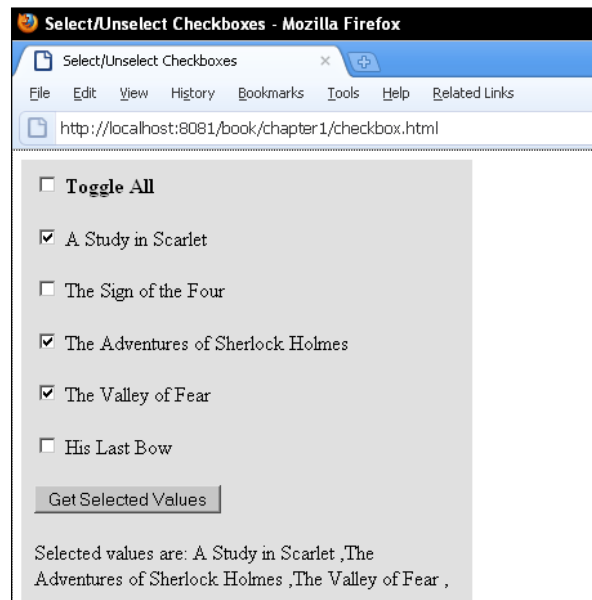 Select/Unselect Checkboxes - Mozilla Firefox
Select/Unselect Checkboxes
File Edit View History Bookmarks Tools Help Related Links
http://localhost:8081/book/chapter1/checkbox.html
Toggle All
A Study in Scarlet
The Sign of the Four
The Adventures of Sherlock Holmes
The Valley of Fear
His Last Bow
Get Selected Values
Selected values are: A Study in Scarlet ,The
Adventures of Sherlock Holmes ,The Valley of Fear ,